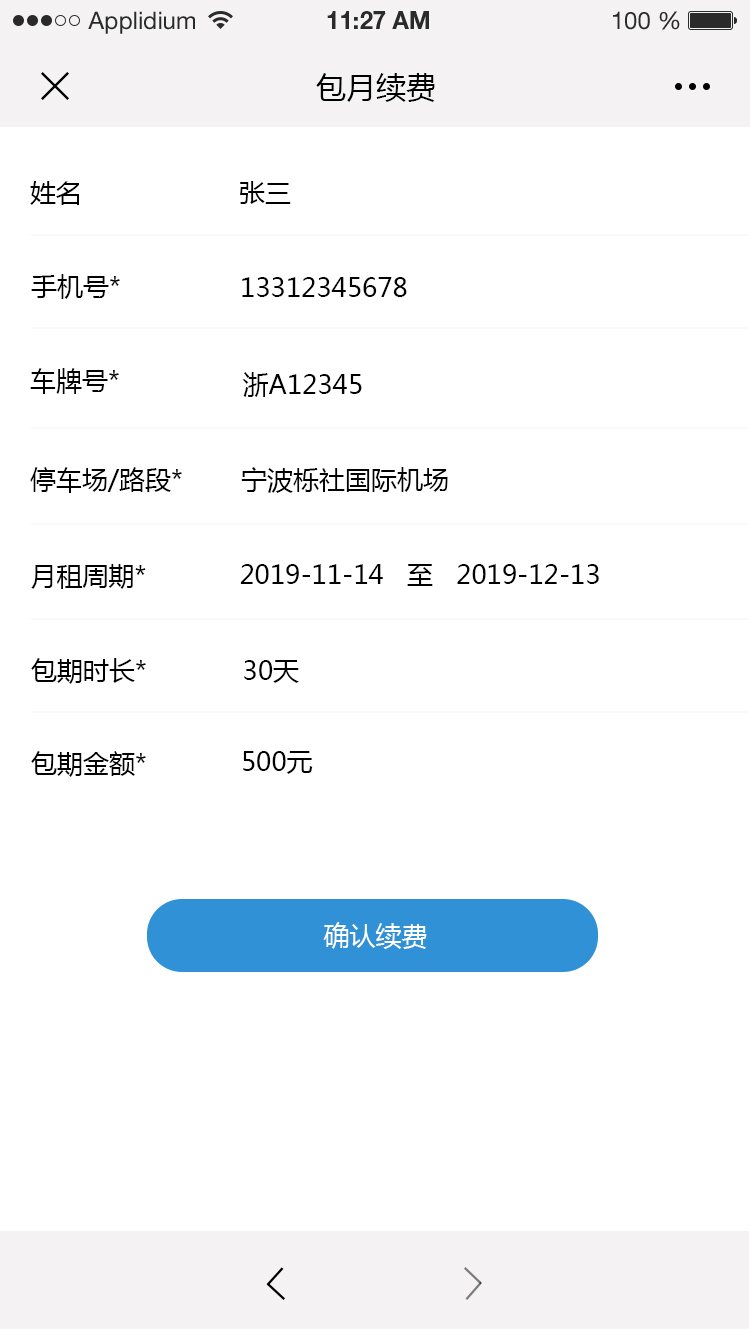 Applidium 11:27 AM 100 %
包月续费
姓名 张三
手机号* 13312345678
车牌号* 浙A12345
停车场/路段* 宁波栎社国际机场
月租周期* 2019-11-14 至 2019-12-13
包期时长* 30天
包期金额* 500元
确认续费